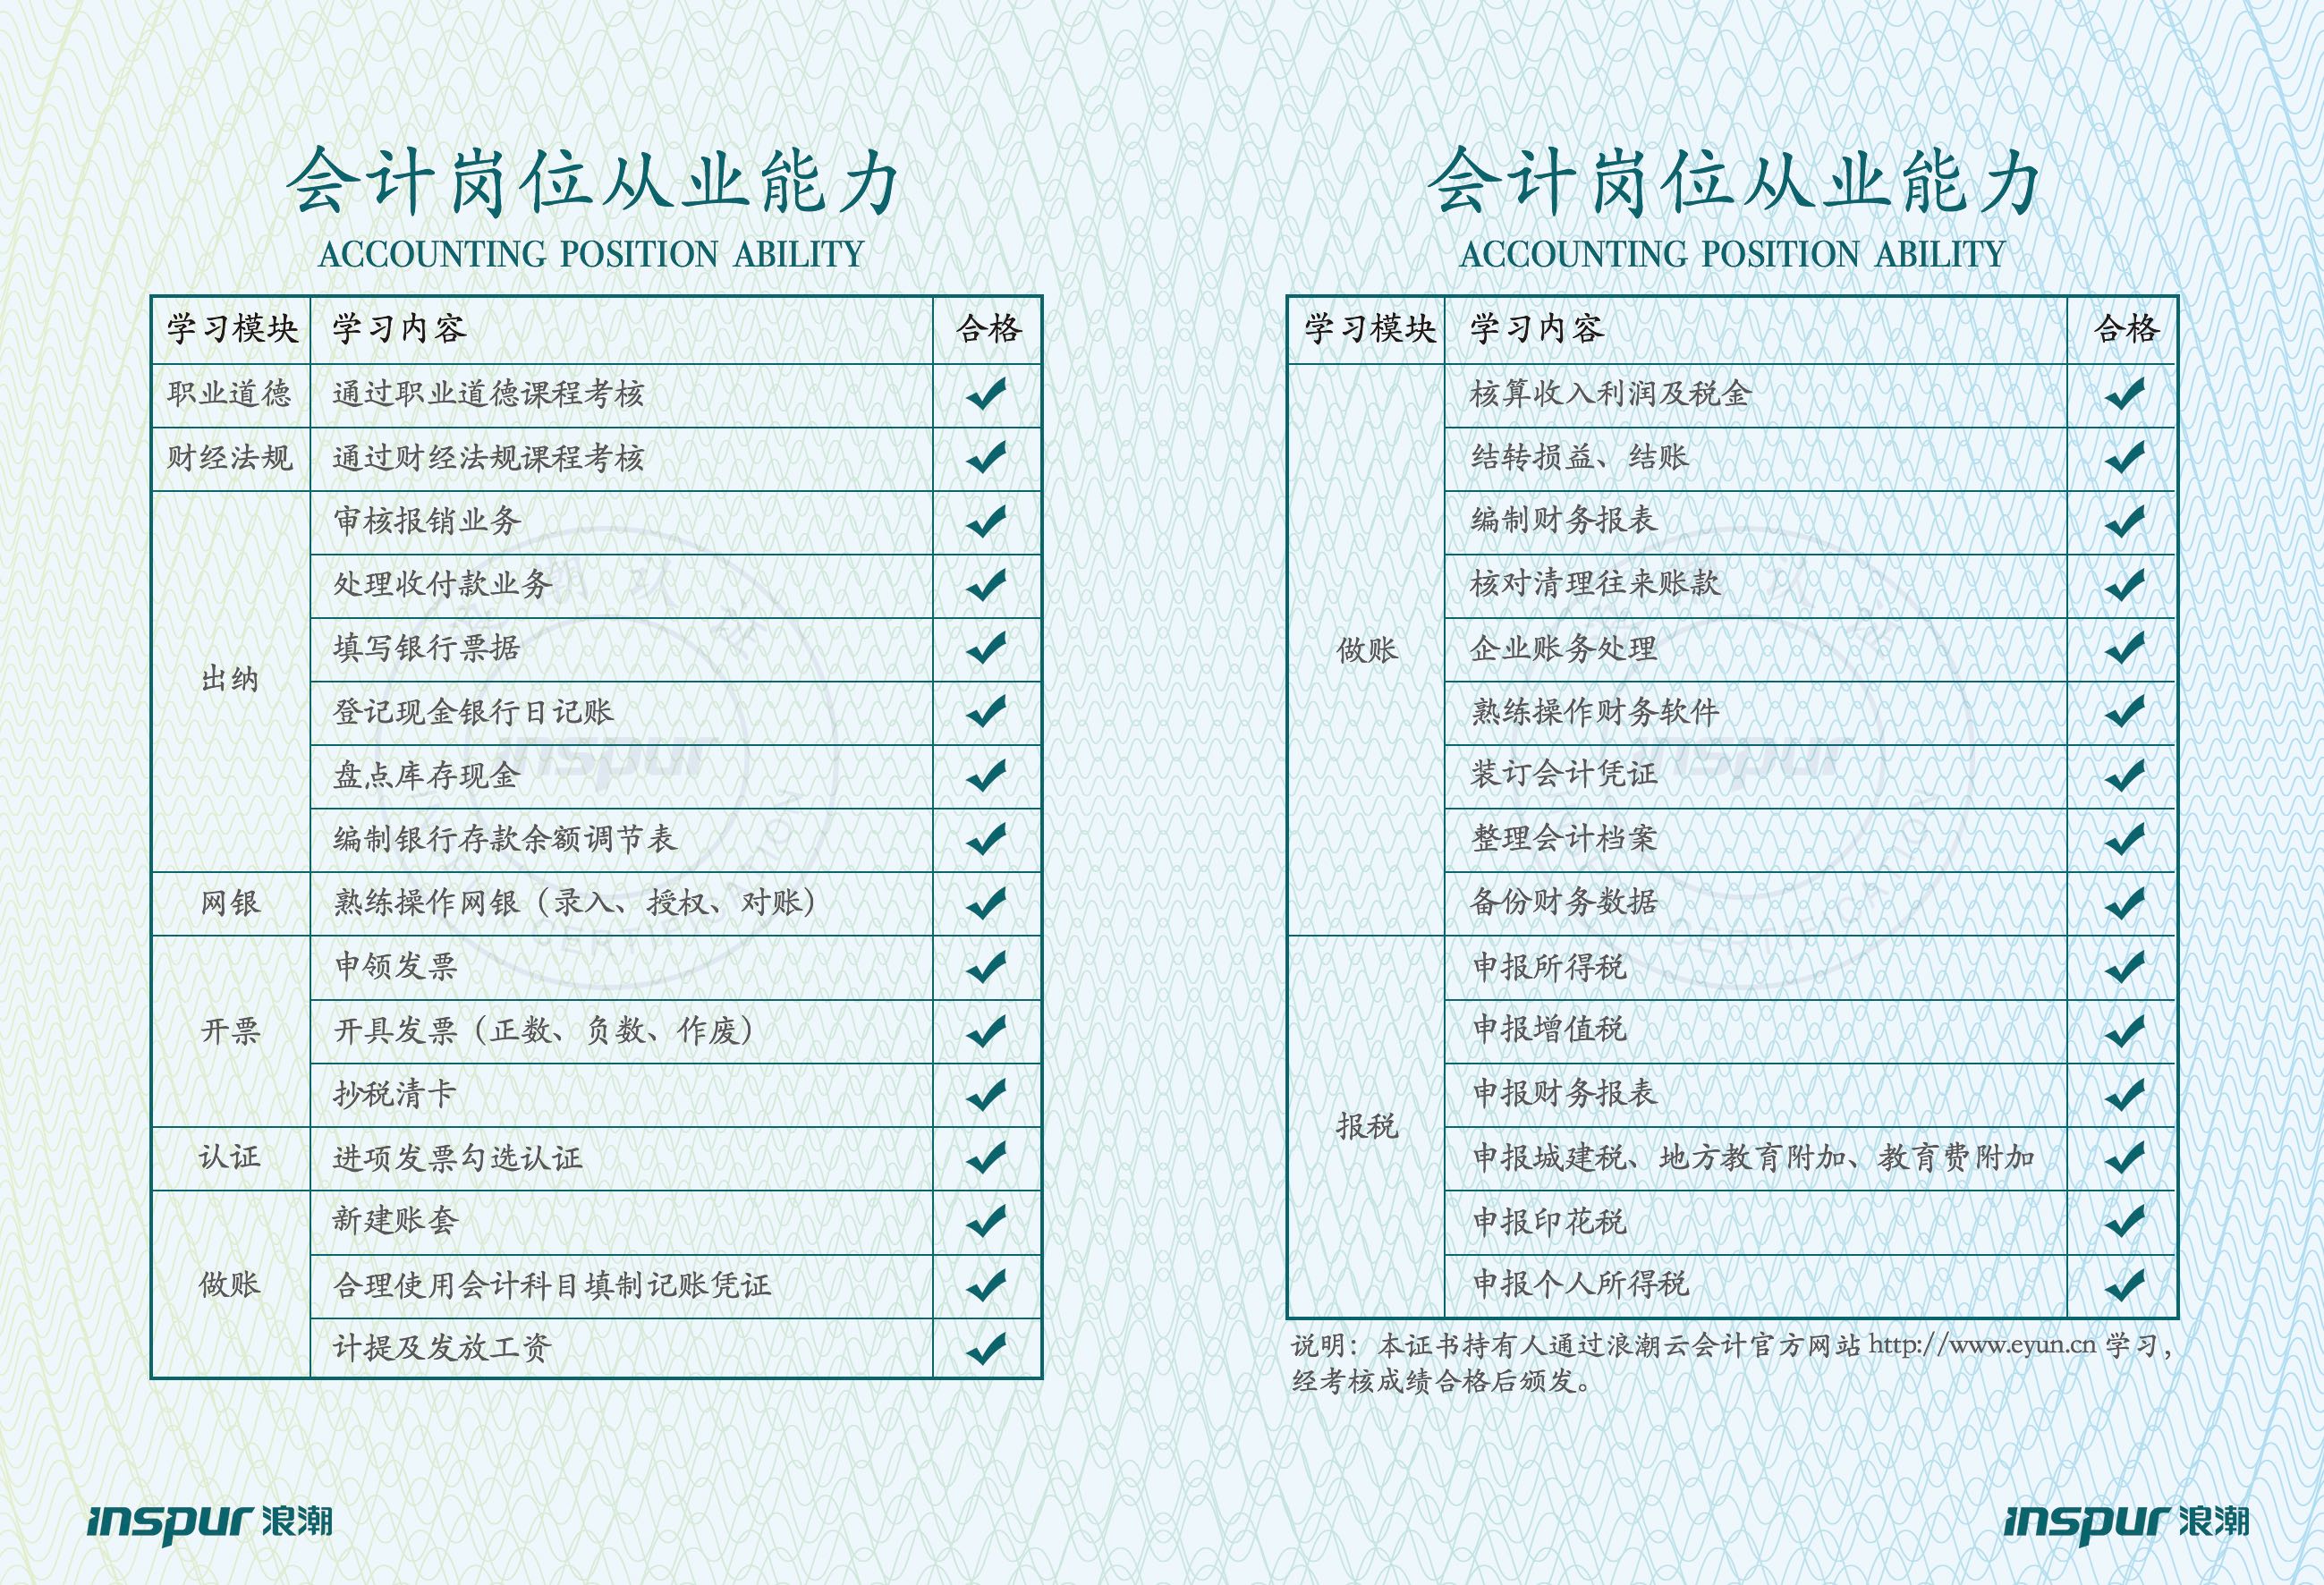 会计岗位从业能力
ACCOUNTING POSITION ABILITY
学习模块 学习内容 合格
职业道德 通过职业道德课程考核
财经法规 通过财经法规课程考核
出纳
审核报销业务
处理收付款业务
填写银行票据
登记现金银行日记账
盘点库存现金
编制银行存款余额调节表
网银 熟练操作网银（录入、授权、对账）
开票
申领发票
开具发票（正数、负数、作废）
抄税清卡
认证 进项发票勾选认证
做账
新建账套
合理使用会计科目填制记账凭证
计提及发放工资
inspur 浪潮
会计岗位从业能力
ACCOUNTING POSITION ABILITY
学习模块 学习内容 合格
做账
核算收入利润及税金
结转损益、结账
编制财务报表
核对清理往来账款
企业账务处理
熟练操作财务软件
装订会计凭证
整理会计档案
备份财务数据
报税
申报所得税
申报增值税
申报财务报表
申报城建税、地方教育附加、教育费附加
申报印花税
申报个人所得税
说明：本证书持有人通过浪潮云会计官方网站 http://www.eyun.cn 学习，
经考核成绩合格后颁发。
inspur 浪潮
inspur
inspur